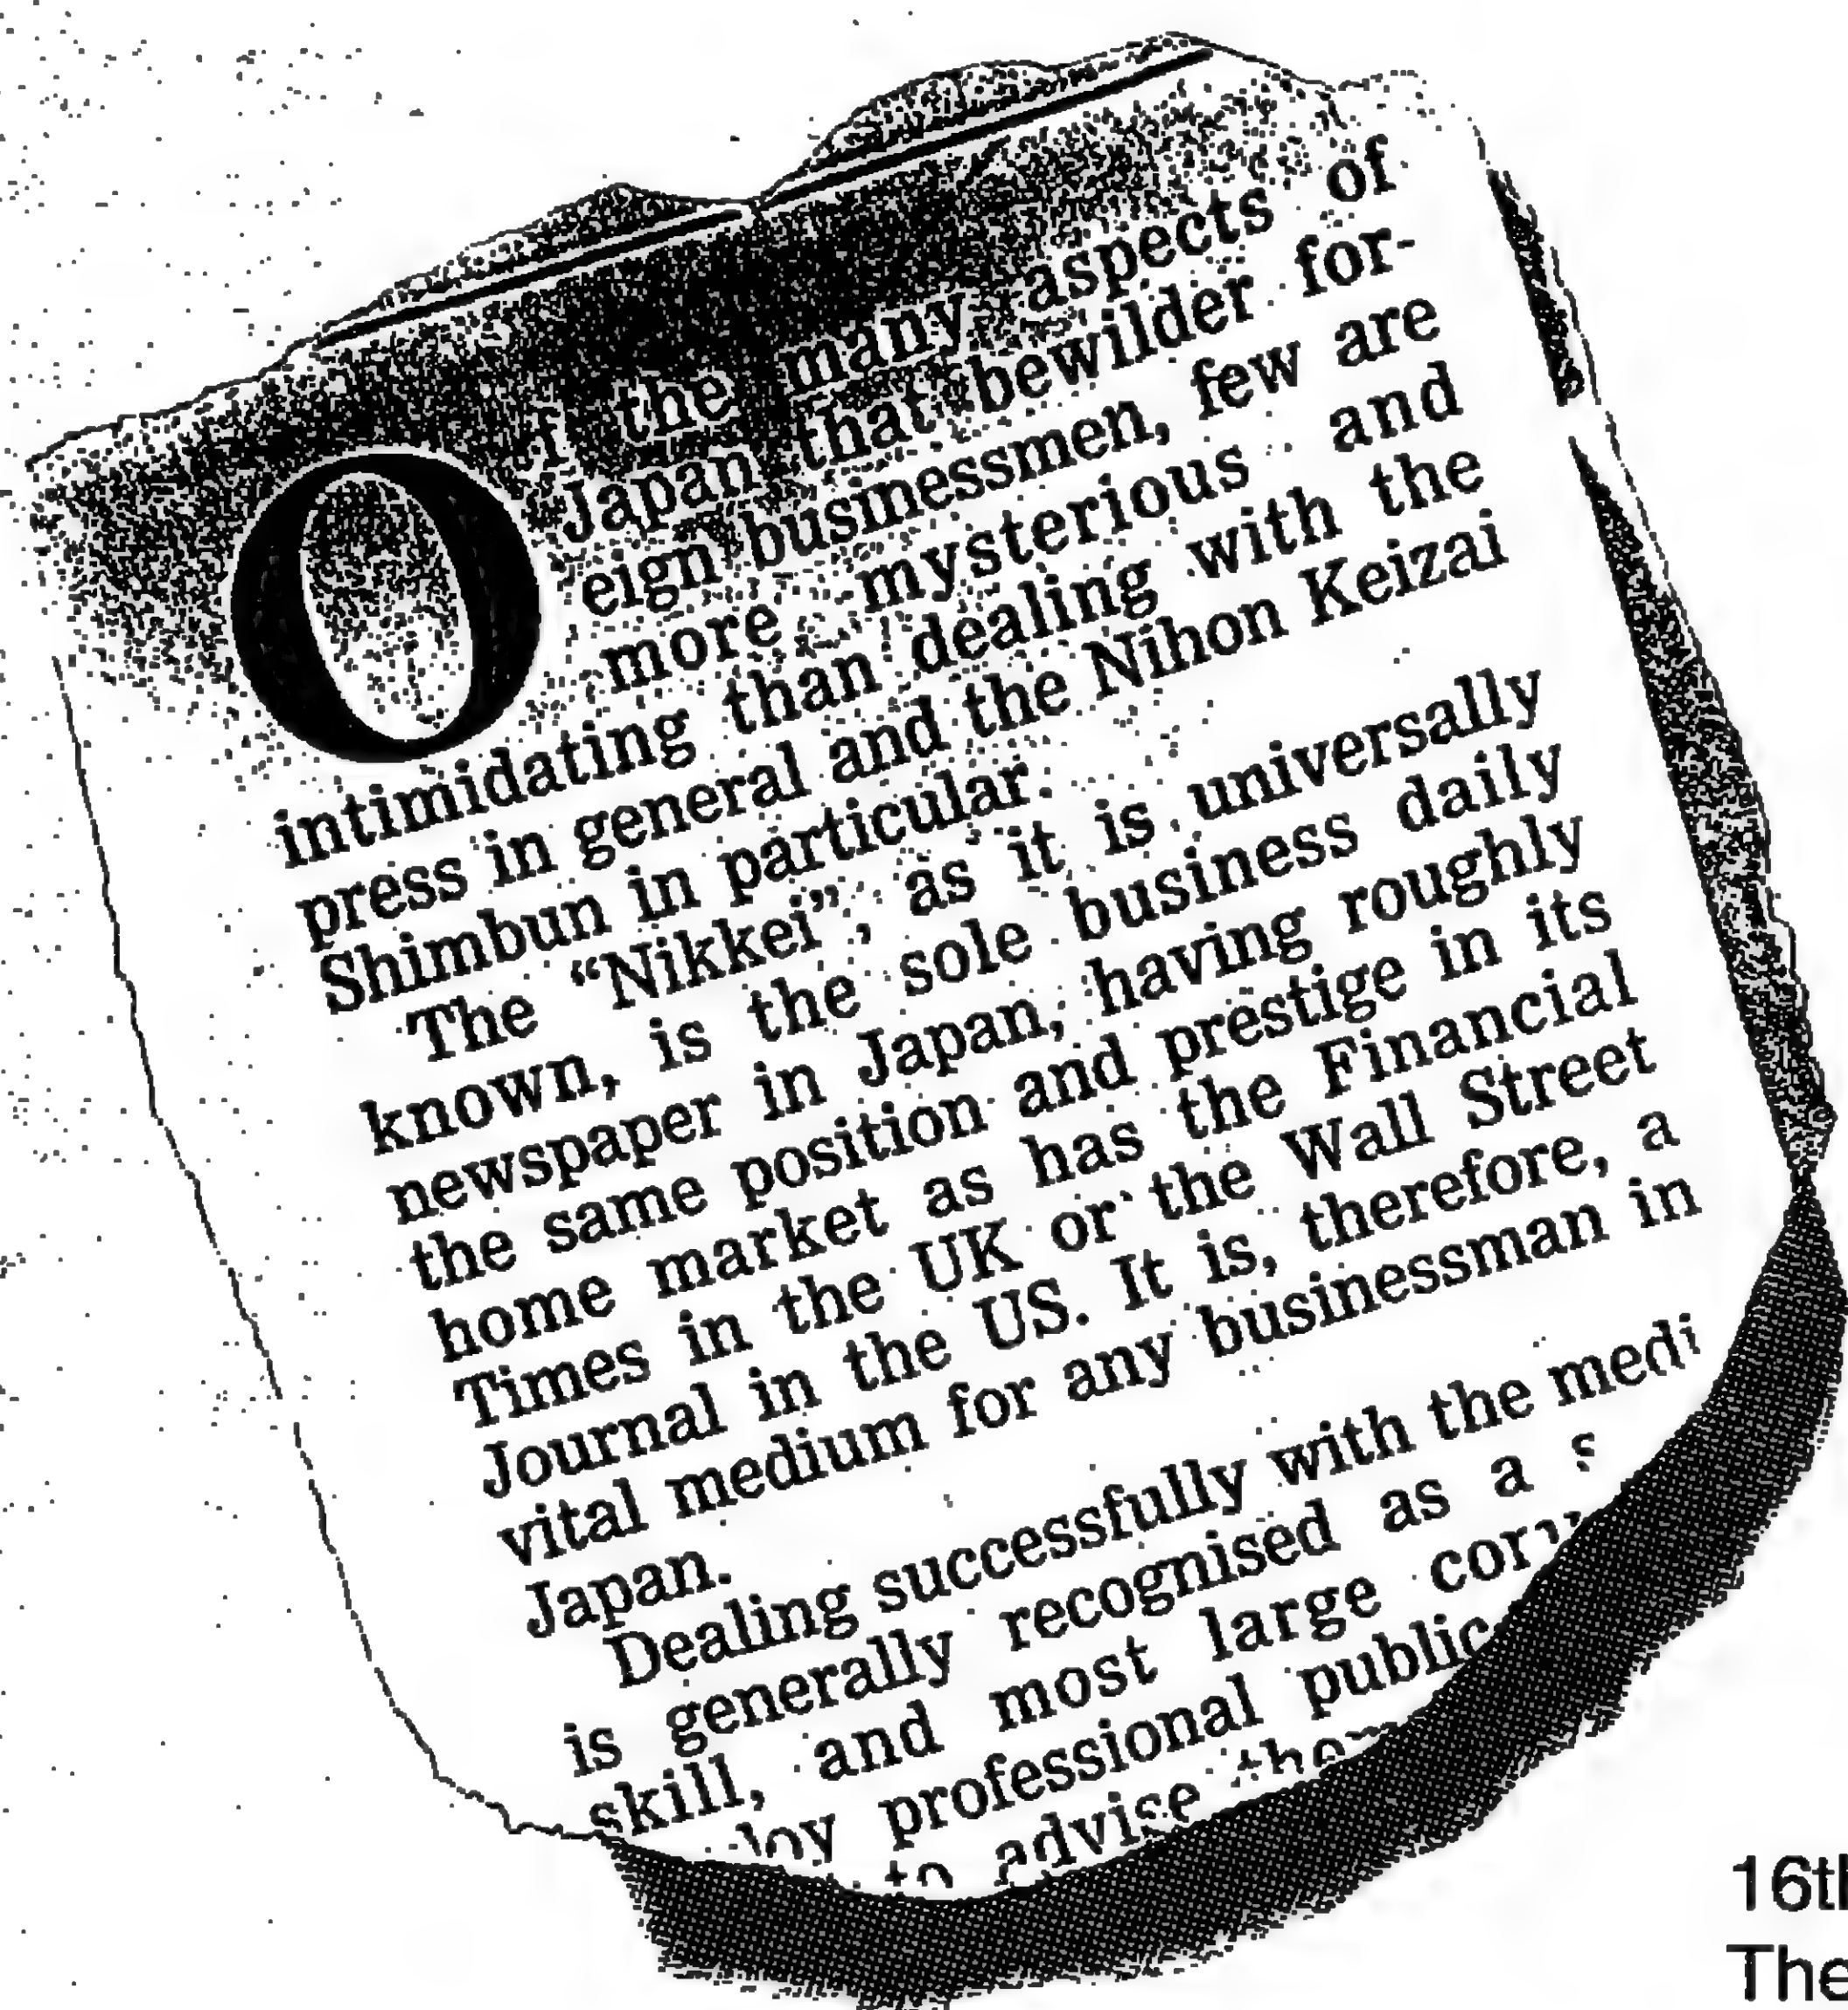 Of the many aspects of
Japan that bewilder for-
eign businessmen, few are
more mysterious and
intimidating than dealing with the
press in general and the Nihon Keizai
Shimbun in particular.
The “Nikkei”, as it is universally
known, is the sole business daily
newspaper in Japan, having roughly
the same position and prestige in its
home market as has the Financial
Times in the UK or the Wall Street
Journal in the US. It is, therefore, a
vital medium for any businessman in
Japan.
Dealing successfully with the medi
is generally recognised as a s
skill, and most large
professional
to advise
16th
The